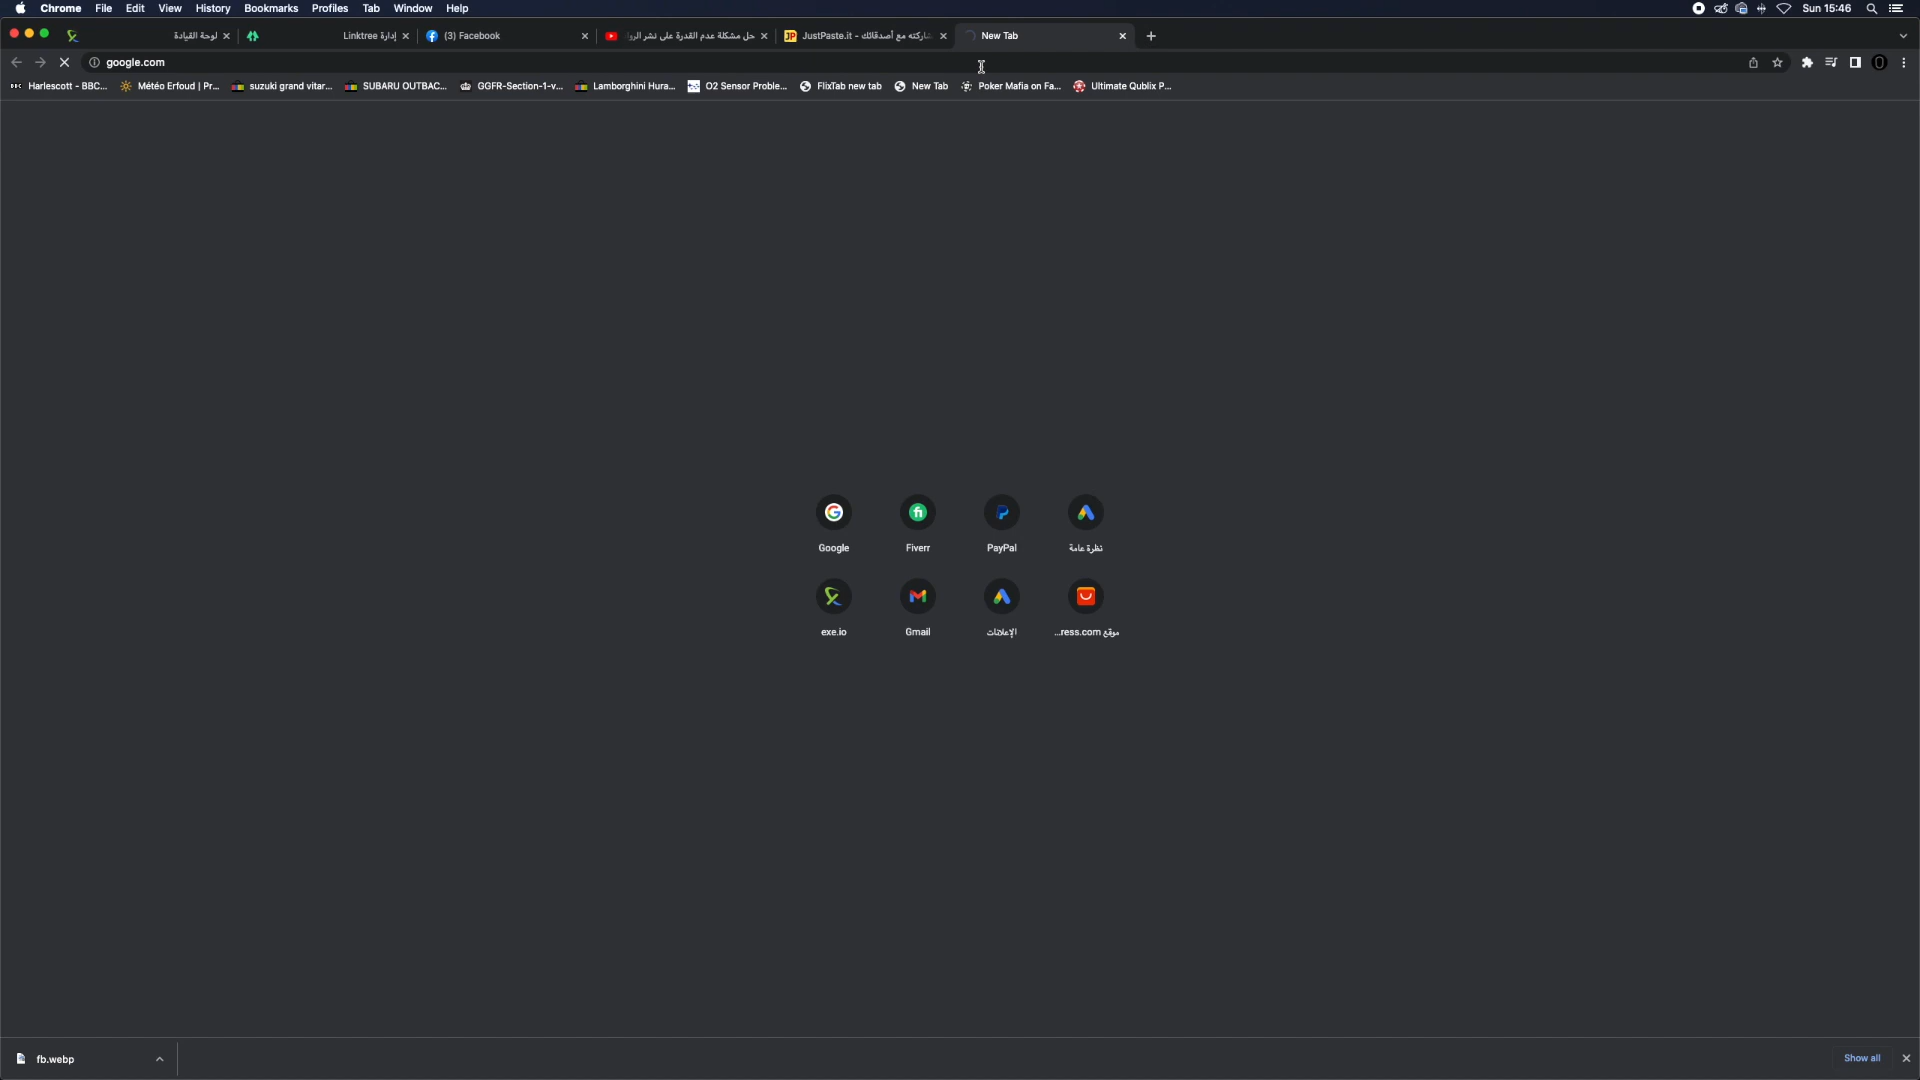 Chrome File Edit View History Bookmarks Profiles Tab Window Help Sun 15:46
لوحة القيادة
إدارة Linktree
(3) Facebook
حل مشكلة عدم القدرة على نشر الروا
JustPaste.it - شاركته مع أصدقائك
New Tab
google.com
Harlescott - BBC... Météo Erfoud | Pr... suzuki grand vitar... SUBARU OUTBAC... GGFR-Section-1-v... Lamborghini Hura... O2 Sensor Proble... FlixTab new tab New Tab Poker Mafia on Fa... Ultimate Qublix P...
Google Fiverr PayPal نظرة عامة
exe.io Gmail الإعلانات موقع ress.com...
fb.webp Show all